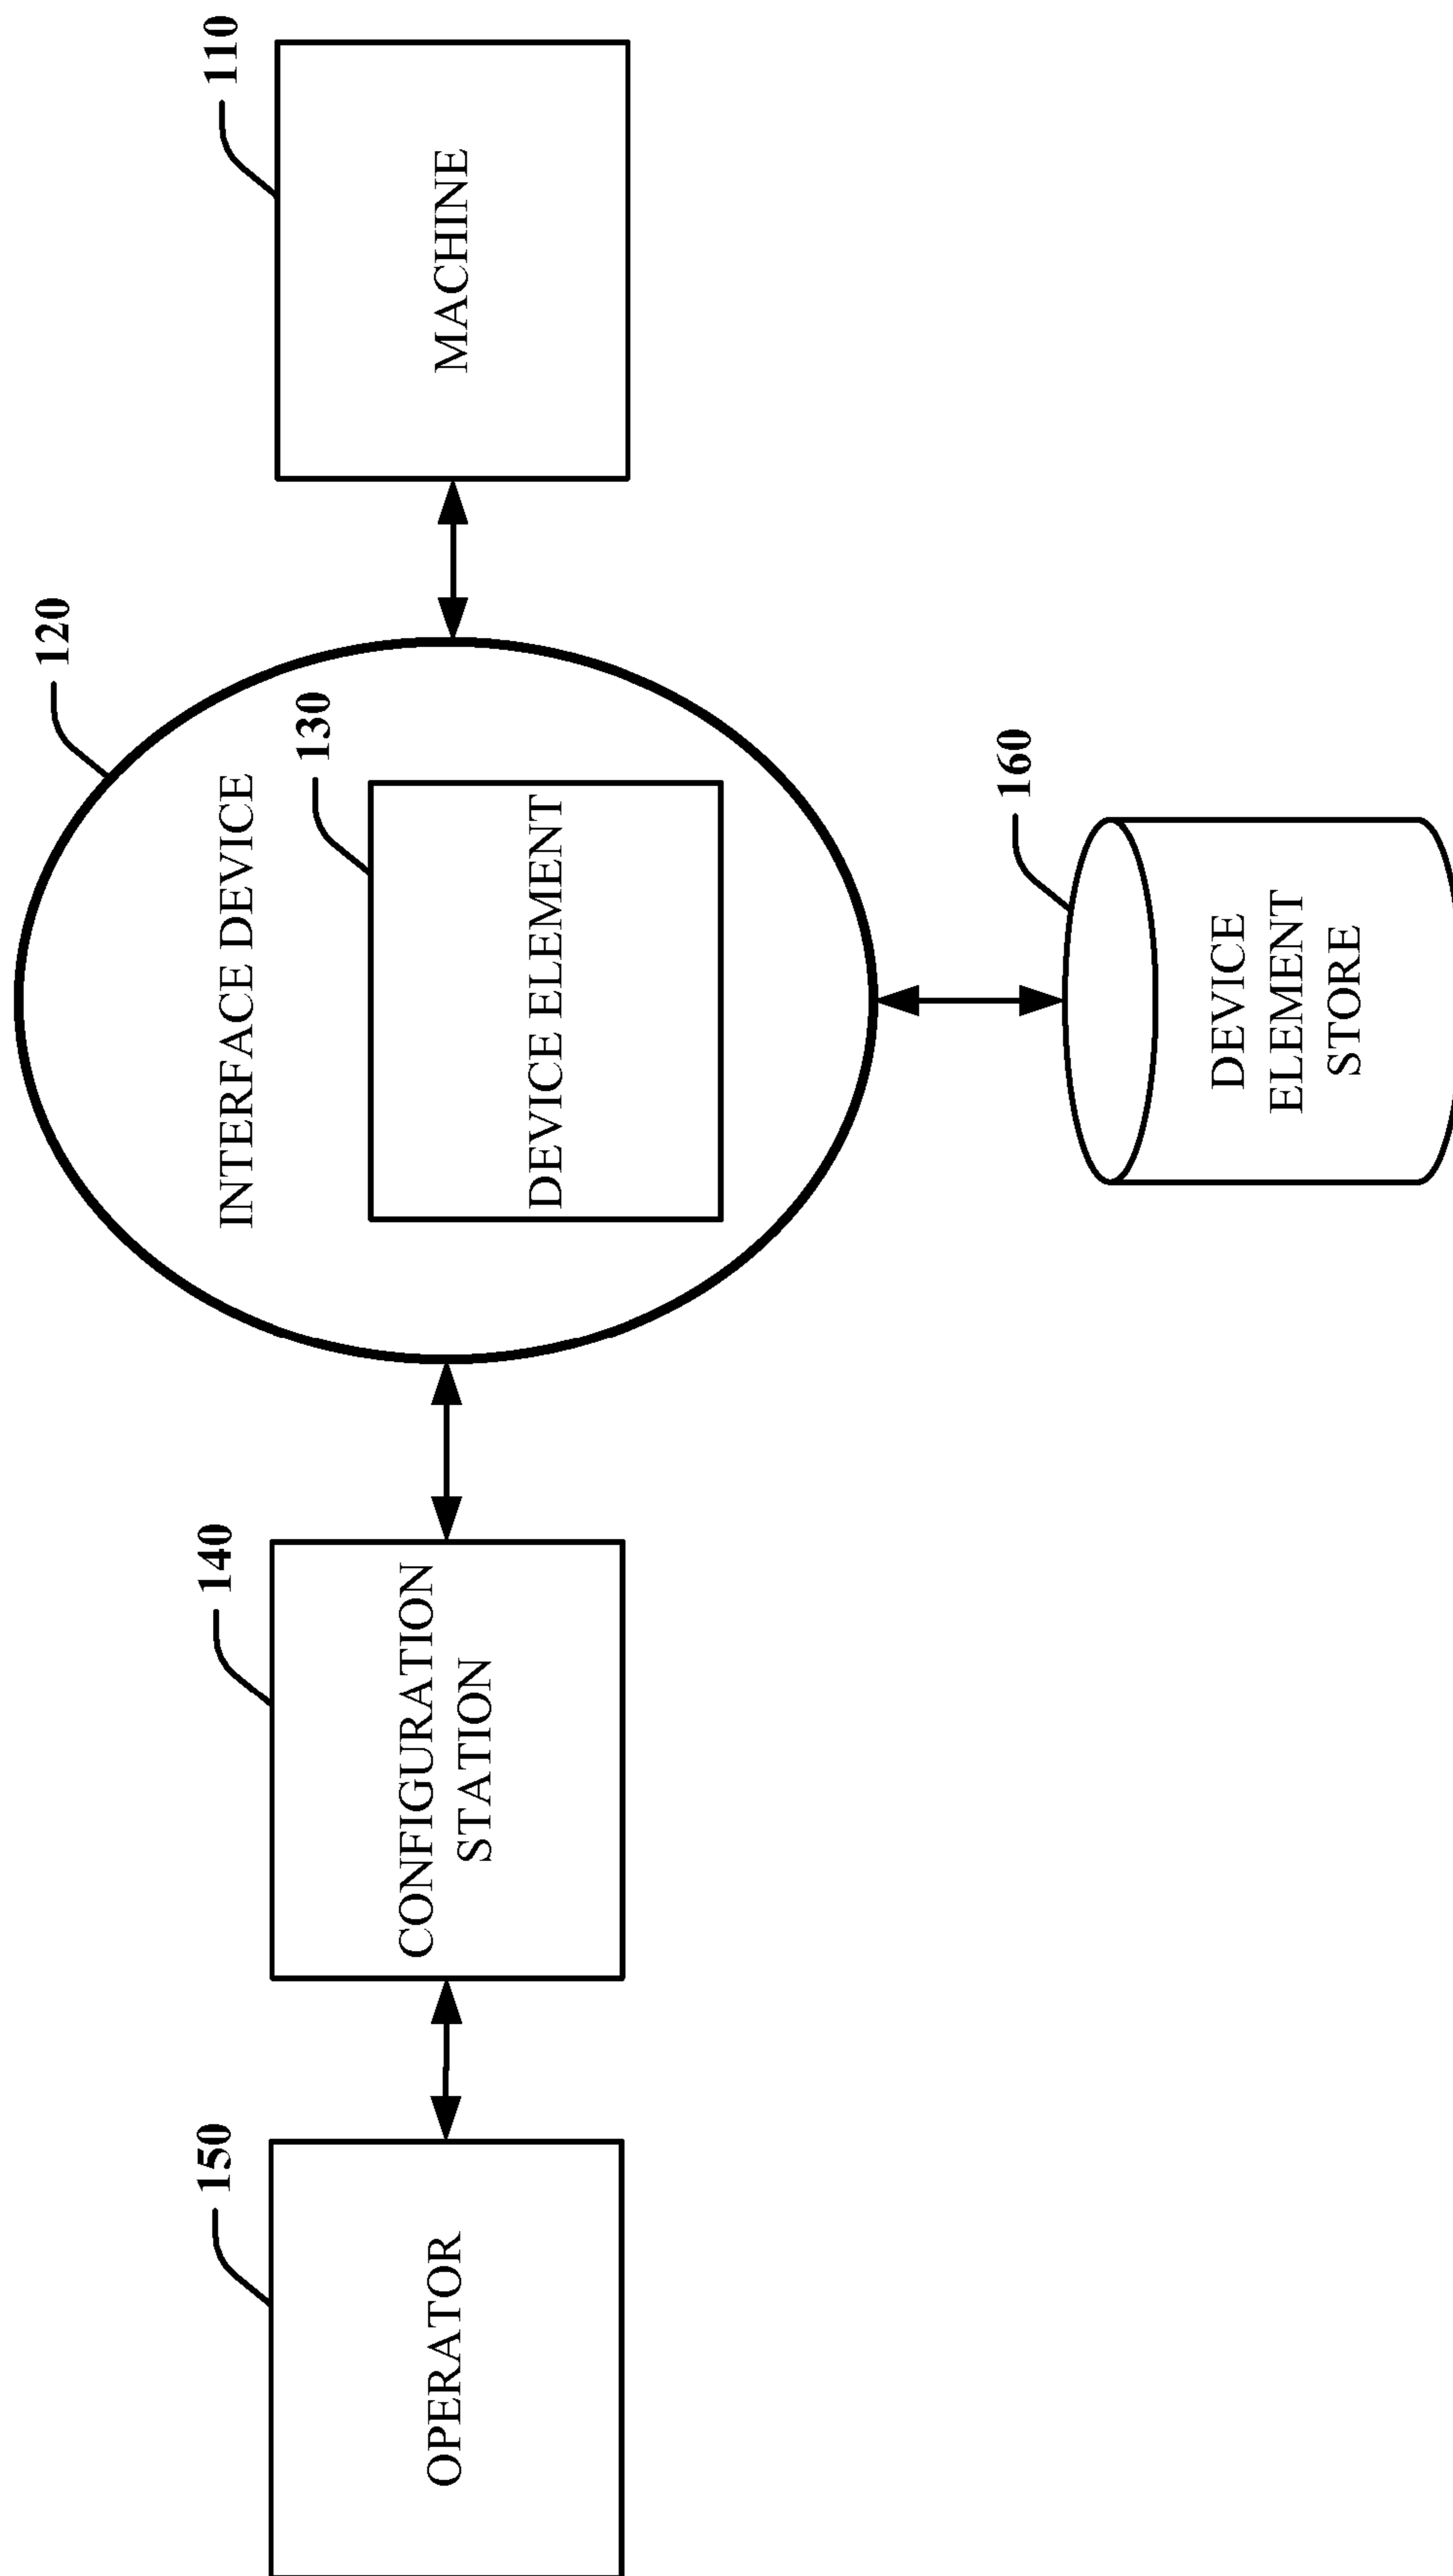 150
OPERATOR
140
CONFIGURATION
STATION
120
INTERFACE DEVICE
130
DEVICE ELEMENT
110
MACHINE
160
DEVICE
ELEMENT
STORE